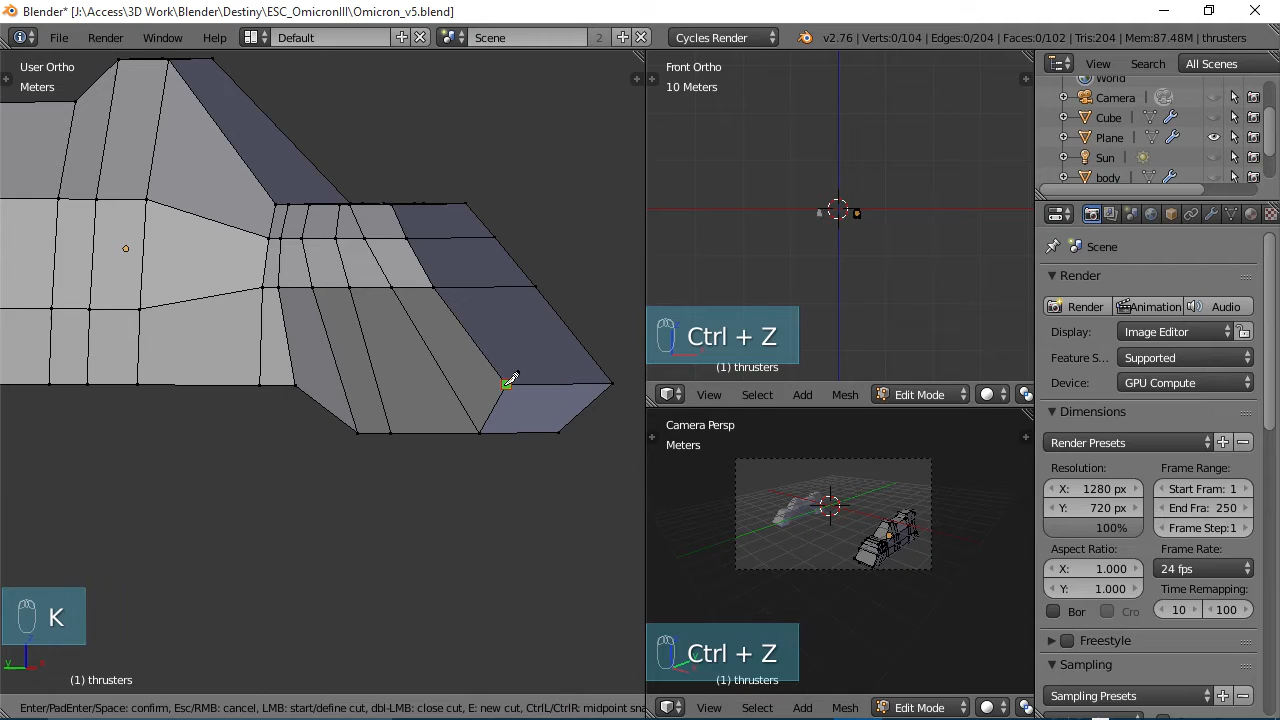 Blender* [J:\Access\3D Work\Blender\Destiny\ESC_OmicronIII\Omicron_v5.blend]
File Render Window Help Default Scene 2 Cycles Render v2.76 | Verts:0/104 | Edges:0/204 | Faces:0/102 | Tris:204 | Mem:87.48M | thrusters
User Ortho
Meters
Front Ortho
10 Meters
View Search All Scenes
World
Camera
Cube
Plane
Sun
body
Scene
Render
Render Animation Audio
Display: Image Editor
Feature S... Supported
Device: GPU Compute
Dimensions
Render Presets
Resolution: Frame Range:
X: 1280 px Start Fram: 1
Y: 720 px End Fra: 250
100% Frame Step:1
Aspect Ratio: Frame Rate:
X: 1.000 24 fps
Y: 1.000 Time Remapping:
Bor Cro 10 100
Freestyle
Sampling
Sampling Presets
Ctrl + Z
(1) thrusters
View Select Add Mesh Edit Mode
Camera Persp
Meters
Ctrl + Z
(1) thrusters
View Select Add Mesh Edit Mode
K
z
y x
(1) thrusters
Enter/PadEnter/Space: confirm, Esc/RMB: cancel, LMB: start/define cut, dbl-LMB: close cut, E: new cut, CtrlL/CtrlR: midpoint sna